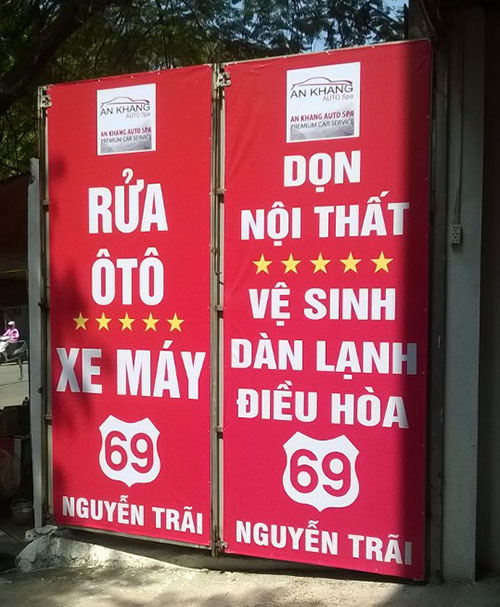 AN KHANG
AUTO Spa
AN KHANG AUTO SPA
PREMIUM CAR SERVICE
RỬA
ÔTÔ
XE MÁY
69
NGUYỄN TRÃI
AN KHANG
AUTO Spa
AN KHANG AUTO SPA
PREMIUM CAR SERVICE
DỌN
NỘI THẤT
VỆ SINH
DÀN LẠNH
ĐIỀU HÒA
69
NGUYỄN TRÃI